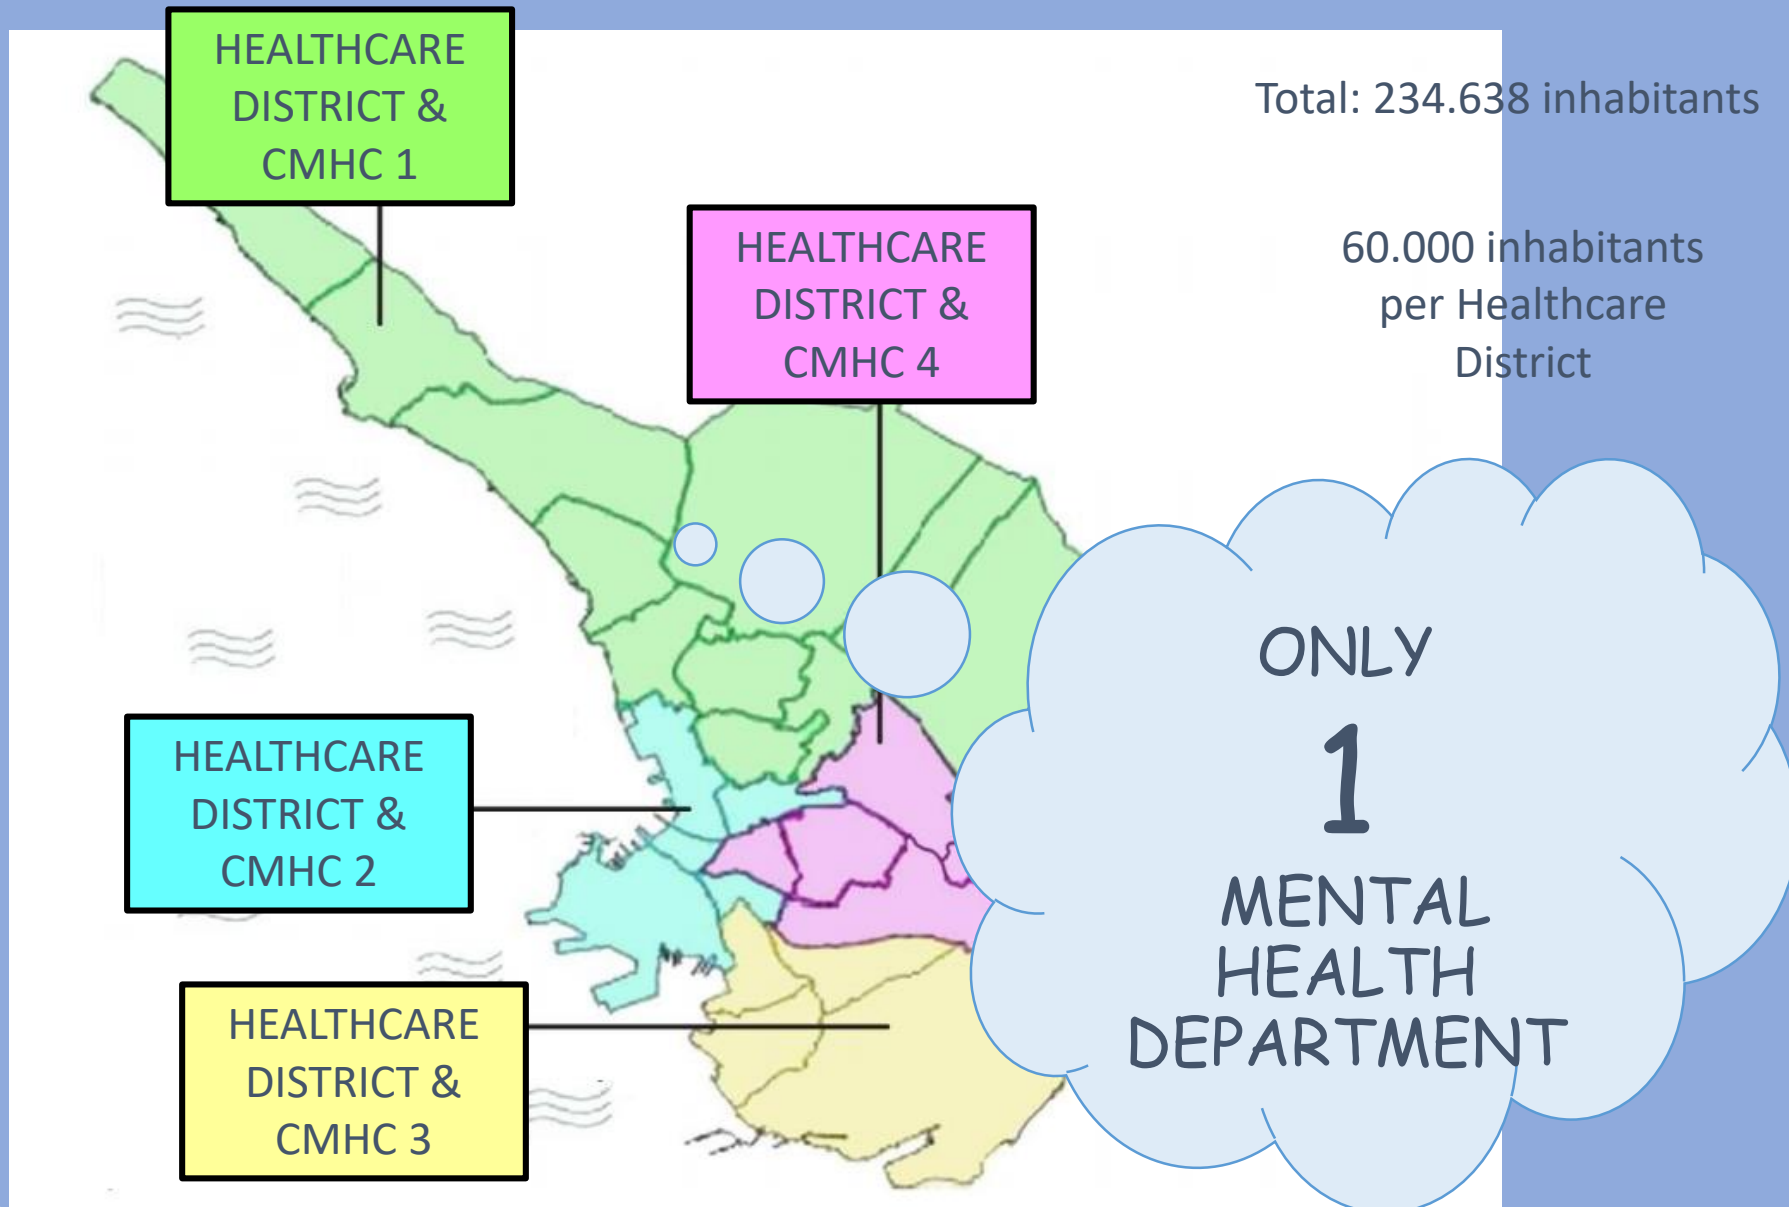 HEALTHCARE
DISTRICT &
CMHC 1
Total: 234.638 inhabitants
HEALTHCARE
DISTRICT &
CMHC 4
60.000 inhabitants
per Healthcare
District
ONLY
1
MENTAL
HEALTH
DEPARTMENT
HEALTHCARE
DISTRICT &
CMHC 2
HEALTHCARE
DISTRICT &
CMHC 3